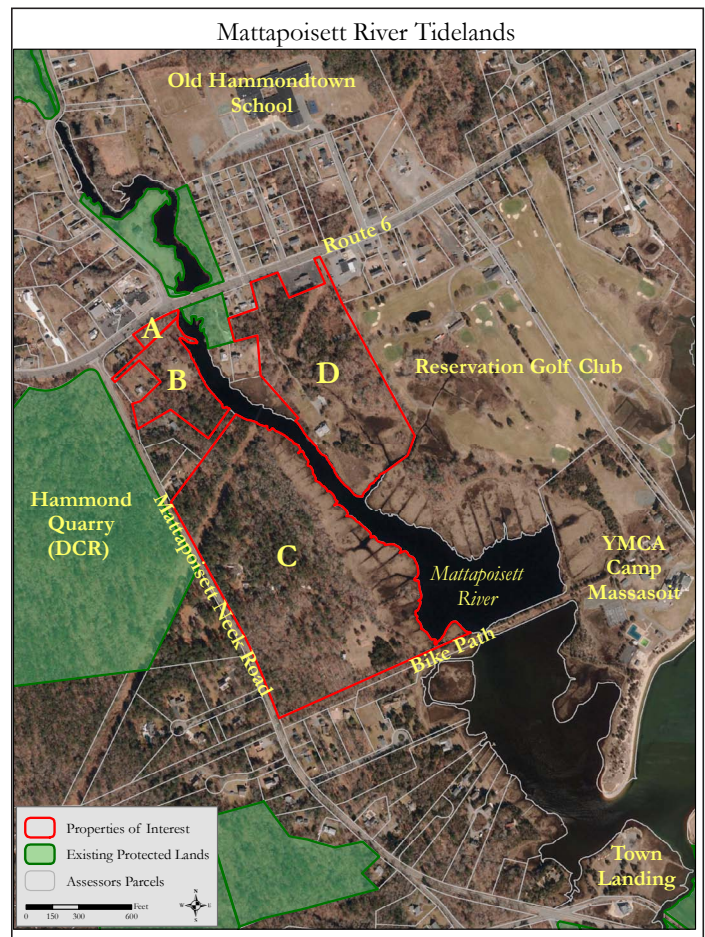 Mattapoisett River Tidelands
Old Hammondtown
School
Route 6
A
B
D
Reservation Golf Club
Hammond
Quarry
(DCR)
Mattapoisett Neck Road
C
Mattapoisett
River
YMCA
Camp
Massasoit
Bike Path
Town
Landing
Properties of Interest
Existing Protected Lands
Assessors Parcels
Feet
0 150 300 600
N
W E
S